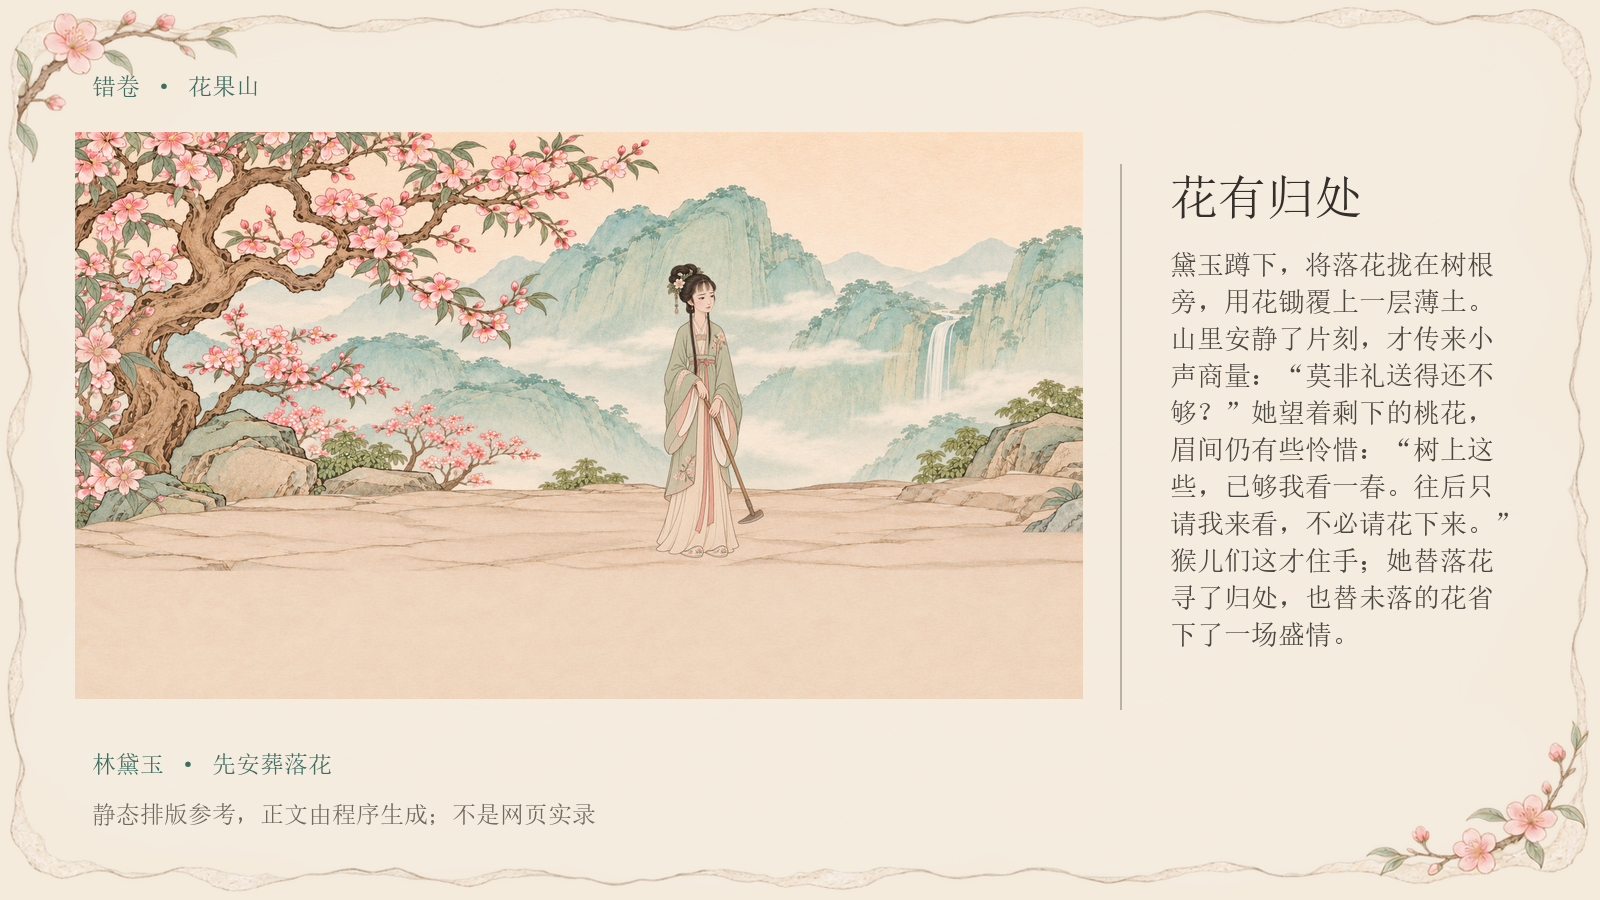 错卷 • 花果山
花有归处
黛玉蹲下，将落花拢在树根
旁，用花锄覆上一层薄土。
山里安静了片刻，才传来小
声商量：“莫非礼送得还不
够？”她望着剩下的桃花，
眉间仍有些怜惜：“树上这
些，已够我看一春。往后只
请我来看，不必请花下来。”
猴儿们这才住手；她替落花
寻了归处，也替未落的花省
下了一场盛情。
林黛玉 • 先安葬落花
静态排版参考，正文由程序生成；不是网页实录